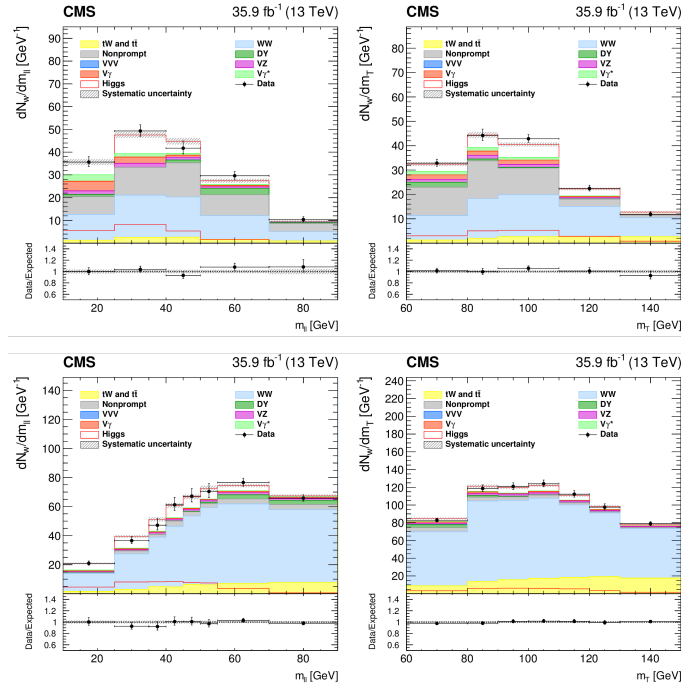 CMS 35.9 fb⁻¹ (13 TeV)
dN_w/dm_ll [GeV⁻¹]
90
80
70
60
50
40
30
20
10
tW and tt̄ WW
Nonprompt DY
VVV VZ
Vγ Vγ*
Higgs Data
Systematic uncertainty
Data/Expected
1.4
1.2
1
0.8
0.6
20 40 60 80
m_ll [GeV]
CMS 35.9 fb⁻¹ (13 TeV)
dN_w/dm_T [GeV⁻¹]
80
70
60
50
40
30
20
10
tW and tt̄ WW
Nonprompt DY
VVV VZ
Vγ Vγ*
Higgs Data
Systematic uncertainty
Data/Expected
1.4
1.2
1
0.8
0.6
60 80 100 120 140
m_T [GeV]
CMS 35.9 fb⁻¹ (13 TeV)
dN_w/dm_ll [GeV⁻¹]
140
120
100
80
60
40
20
tW and tt̄ WW
Nonprompt DY
VVV VZ
Vγ Vγ*
Higgs Data
Systematic uncertainty
Data/Expected
1.4
1.2
1
0.8
0.6
20 40 60 80
m_ll [GeV]
CMS 35.9 fb⁻¹ (13 TeV)
dN_w/dm_T [GeV⁻¹]
240
220
200
180
160
140
120
100
80
60
40
20
tW and tt̄ WW
Nonprompt DY
VVV VZ
Vγ Vγ*
Higgs Data
Systematic uncertainty
Data/Expected
1.4
1.2
1
0.8
0.6
60 80 100 120 140
m_T [GeV]